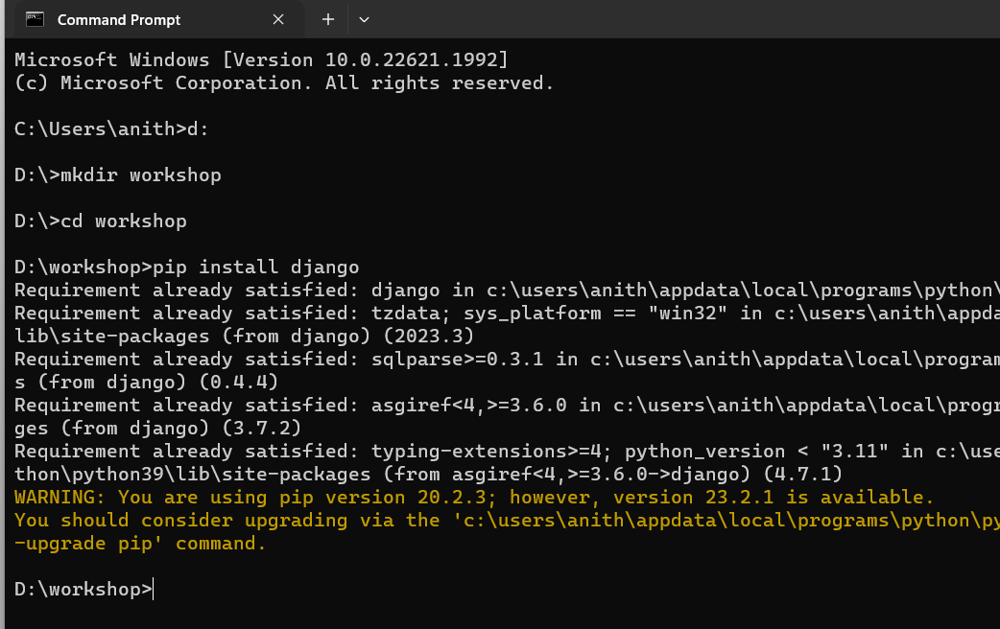 Command Prompt
Microsoft Windows [Version 10.0.22621.1992]
(c) Microsoft Corporation. All rights reserved.
C:\Users\anith>d:
D:\>mkdir workshop
D:\>cd workshop
D:\workshop>pip install django
Requirement already satisfied: django in c:\users\anith\appdata\local\programs\python\
Requirement already satisfied: tzdata; sys_platform == "win32" in c:\users\anith\appda
lib\site-packages (from django) (2023.3)
Requirement already satisfied: sqlparse>=0.3.1 in c:\users\anith\appdata\local\program
s (from django) (0.4.4)
Requirement already satisfied: asgiref<4,>=3.6.0 in c:\users\anith\appdata\local\progr
ges (from django) (3.7.2)
Requirement already satisfied: typing-extensions>=4; python_version < "3.11" in c:\use
thon\python39\lib\site-packages (from asgiref<4,>=3.6.0->django) (4.7.1)
WARNING: You are using pip version 20.2.3; however, version 23.2.1 is available.
You should consider upgrading via the 'c:\users\anith\appdata\local\programs\python\py
-upgrade pip' command.
D:\workshop>